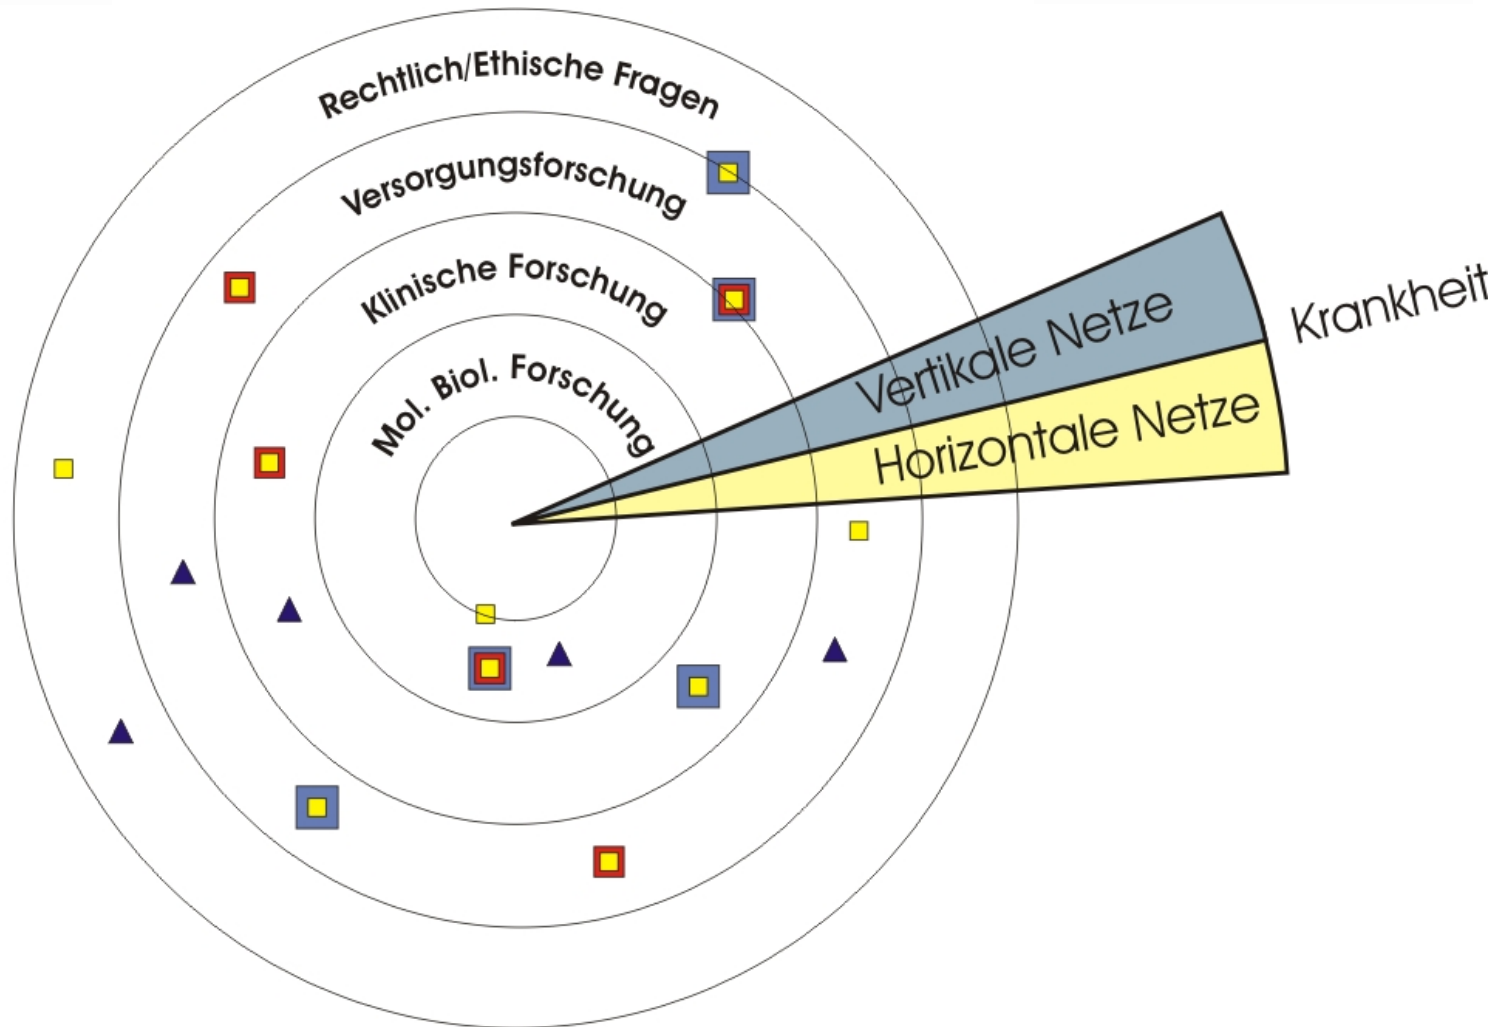 Rechtlich/Ethische Fragen
Versorgungsforschung
Klinische Forschung
Mol. Biol. Forschung
Vertikale Netze
Horizontale Netze
Krankheit